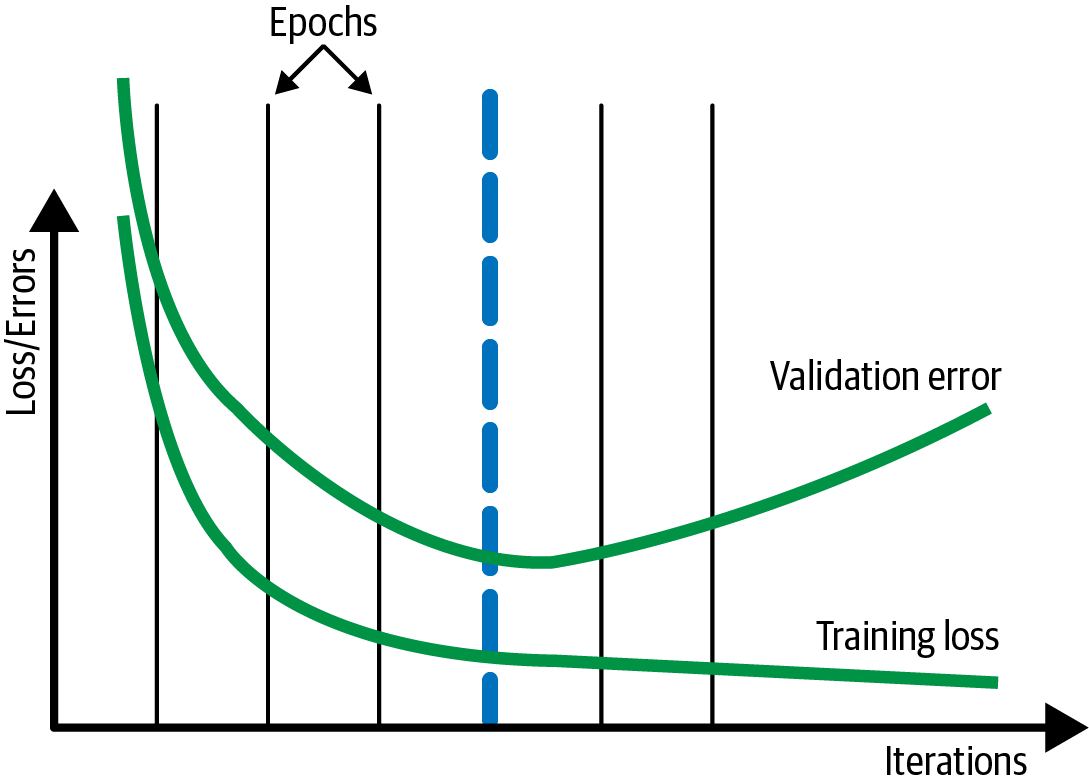 Epochs
Loss/Errors
Validation error
Training loss
Iterations